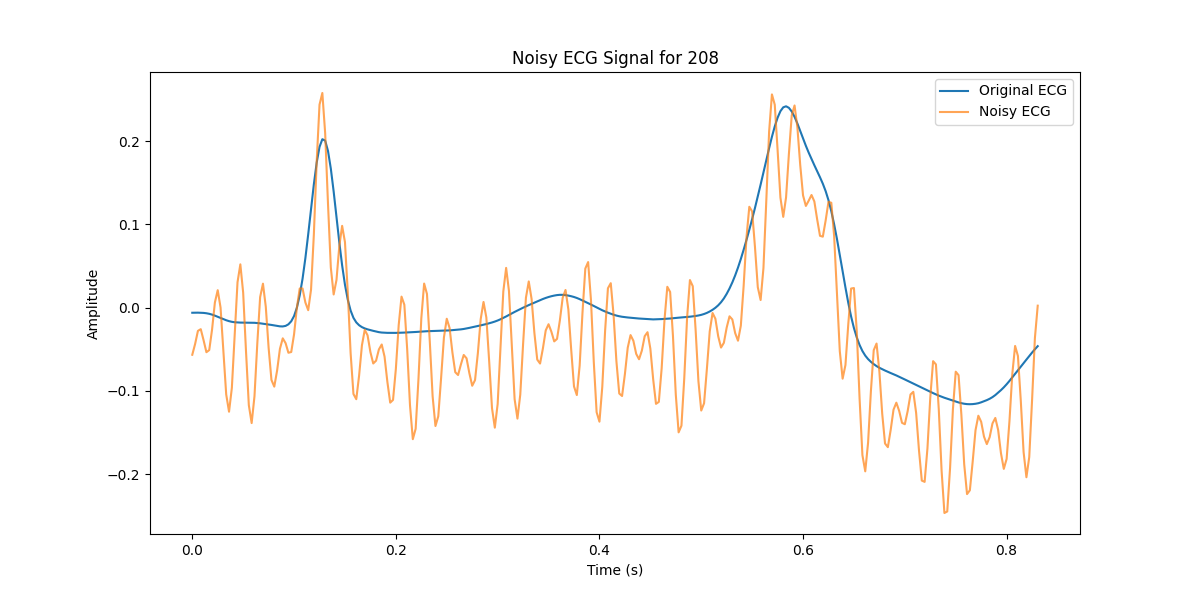 Noisy ECG Signal for 208
Original ECG
Noisy ECG
Amplitude
0.2
0.1
0.0
−0.1
−0.2
0.0 0.2 0.4 0.6 0.8
Time (s)